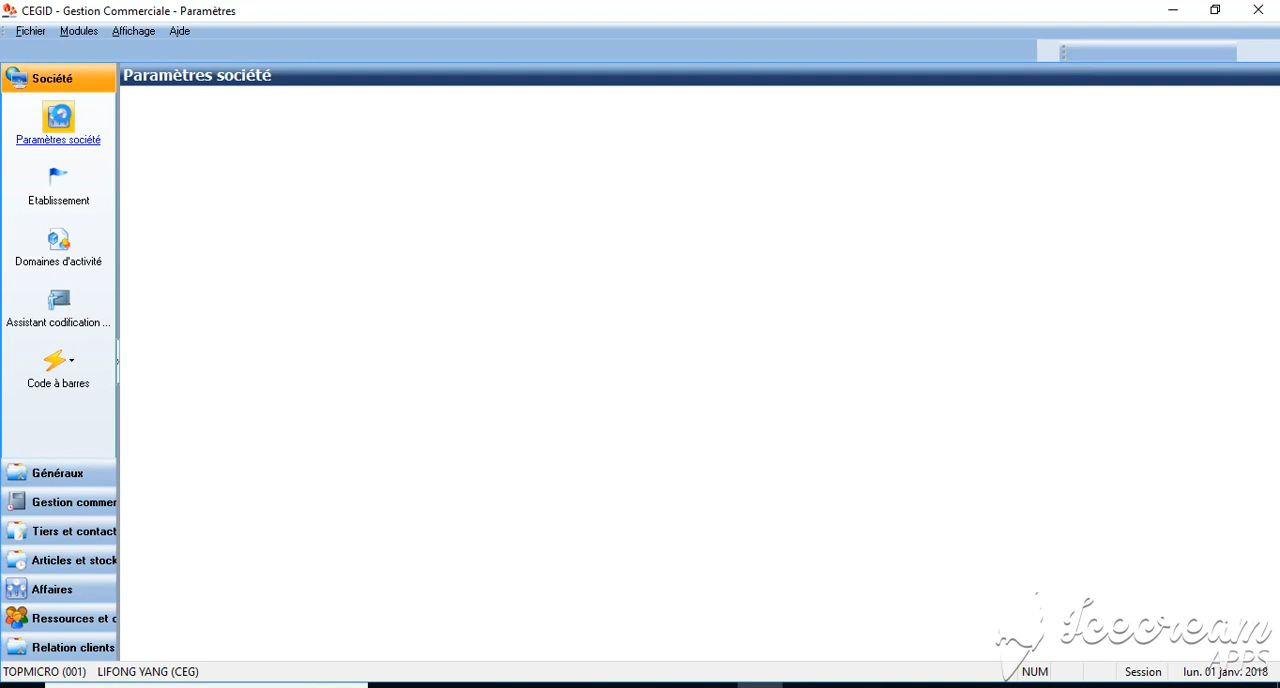 CEGID - Gestion Commerciale - Paramètres
Fichier Modules Affichage Aide
Société
Paramètres société
Paramètres société
Etablissement
Domaines d'activité
Assistant codification ...
Code à barres
Généraux
Gestion commer
Tiers et contact
Articles et stock
Affaires
Ressources et c
Relation clients
Icecream
APPS
TOPMICRO (001) LIFONG YANG (CEG) NUM Session lun. 01 janv. 2018